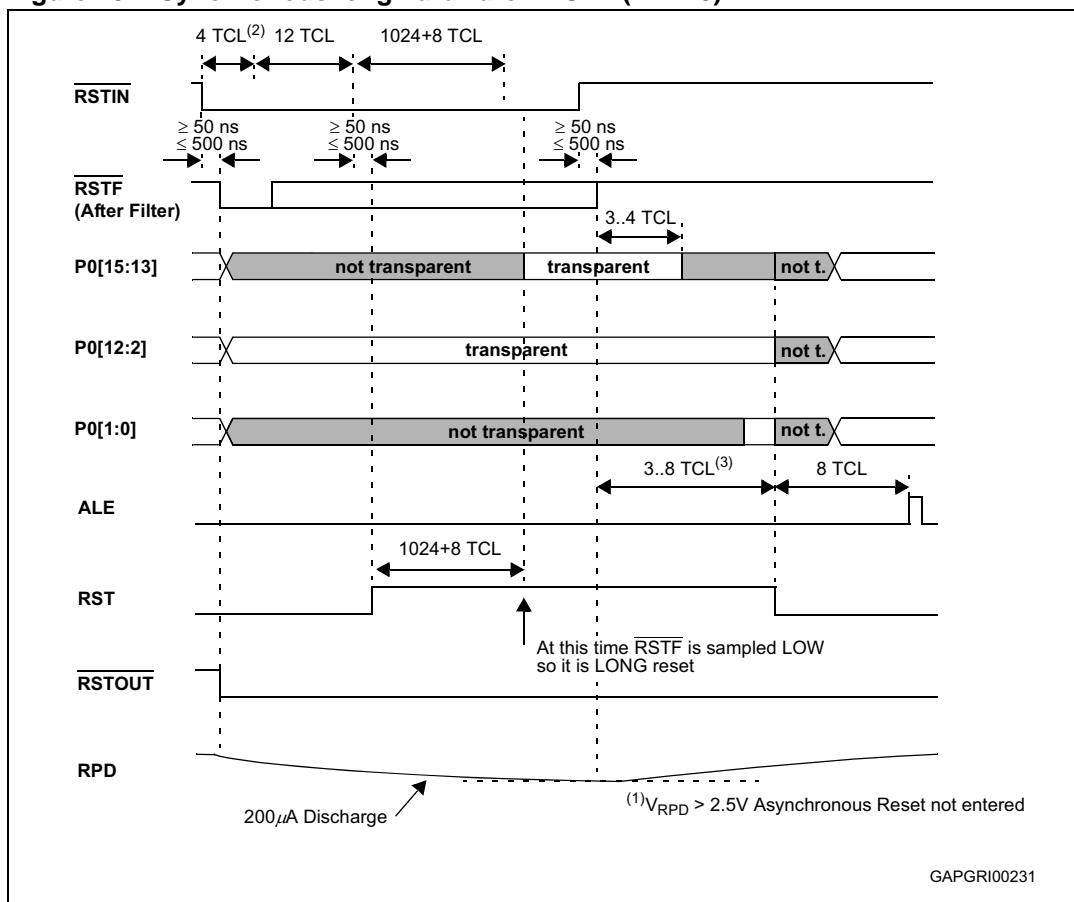 4 TCL(2) 12 TCL 1024+8 TCL
RSTIN
≥ 50 ns ≥ 50 ns ≥ 50 ns
≤ 500 ns ≤ 500 ns ≤ 500 ns
RSTF
(After Filter)
3..4 TCL
P0[15:13] not transparent transparent not t.
P0[12:2] transparent not t.
P0[1:0] not transparent not t.
3..8 TCL(3) 8 TCL
ALE
1024+8 TCL
RST
At this time RSTF is sampled LOW
so it is LONG reset
RSTOUT
RPD
200μA Discharge
(1)VRPD > 2.5V Asynchronous Reset not entered
GAPGRI00231